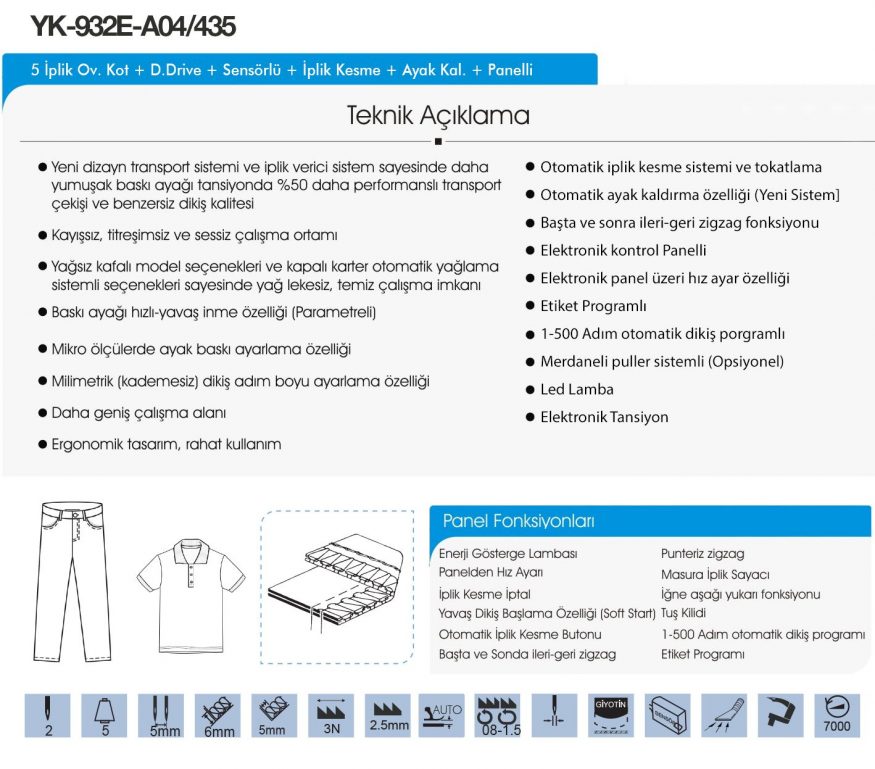 YK-932E-A04/435
5 İplik Ov. Kot + D.Drive + Sensörlü + İplik Kesme + Ayak Kal. + Panelli
Teknik Açıklama
● Yeni dizayn transport sistemi ve iplik verici sistem sayesinde daha
yumuşak baskı ayağı tansiyonda %50 daha performanslı transport
çekişi ve benzersiz dikiş kalitesi
● Kayışsız, titreşimsiz ve sessiz çalışma ortamı
● Yağsız kafalı model seçenekleri ve kapalı karter otomatik yağlama
sistemli seçenekleri sayesinde yağ lekesiz, temiz çalışma imkanı
● Baskı ayağı hızlı-yavaş inme özelliği (Parametreli)
● Mikro ölçülerde ayak baskı ayarlama özelliği
● Milimetrik (kademesiz) dikiş adım boyu ayarlama özelliği
● Daha geniş çalışma alanı
● Ergonomik tasarım, rahat kullanım
● Otomatik iplik kesme sistemi ve tokatlama
● Otomatik ayak kaldırma özelliği (Yeni Sistem]
● Başta ve sonra ileri-geri zigzag fonksiyonu
● Elektronik kontrol Panelli
● Elektronik panel üzeri hız ayar özelliği
● Etiket Programlı
● 1-500 Adım otomatik dikiş porgramlı
● Merdaneli puller sistemli (Opsiyonel)
● Led Lamba
● Elektronik Tansiyon
Panel Fonksiyonları
Enerji Gösterge Lambası
Panelden Hız Ayarı
İplik Kesme İptal
Yavaş Dikiş Başlama Özelliği (Soft Start)
Otomatik İplik Kesme Butonu
Başta ve Sonda ileri-geri zigzag
Punteriz zigzag
Masura İplik Sayacı
İğne aşağı yukarı fonksiyonu
Tuş Kilidi
1-500 Adım otomatik dikiş programı
Etiket Programı
2
5
5mm
6mm
5mm
3N
2.5mm
AUTO
08-1.5
GİYOTİN
SENSÖR
7000